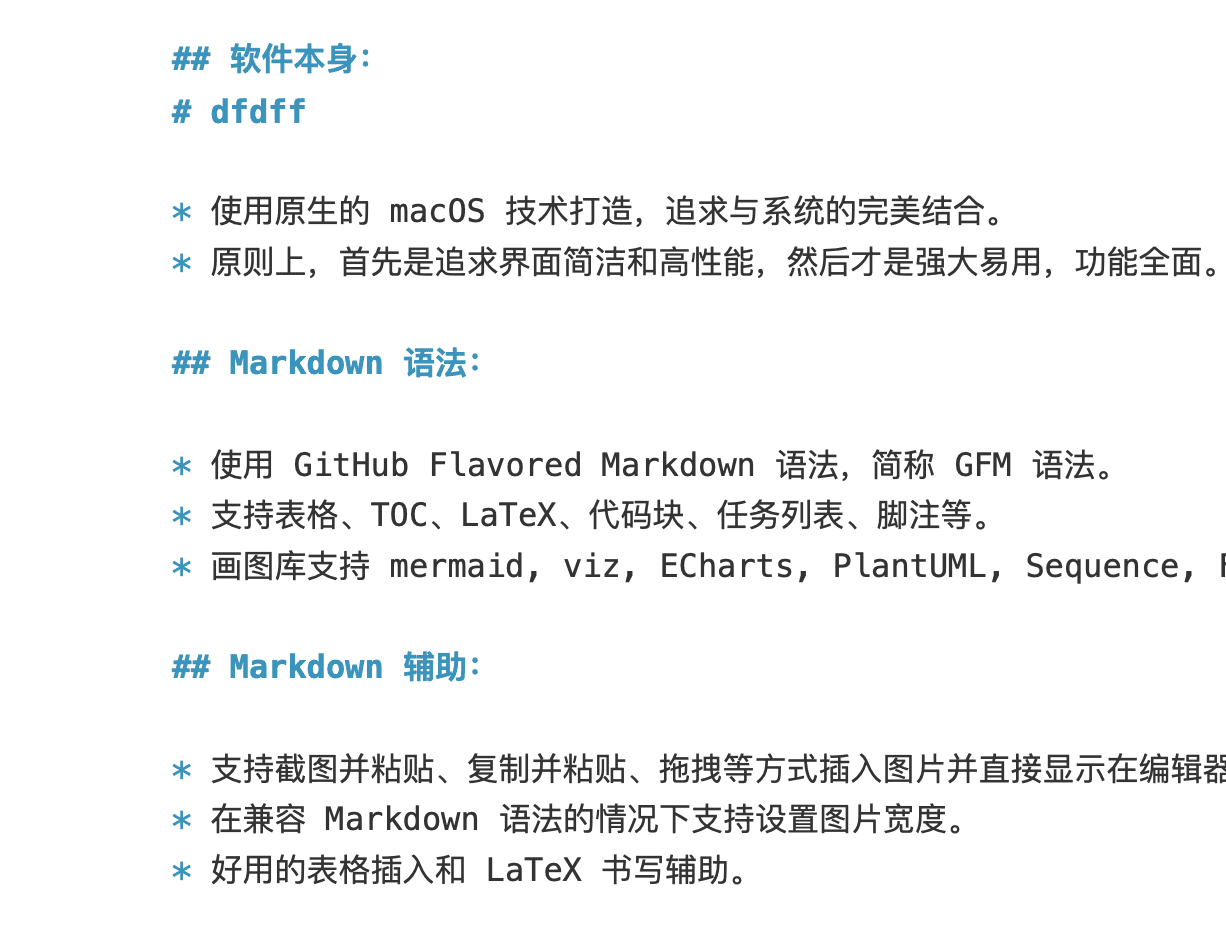 ## 软件本身：
# dfdff
* 使用原生的 macOS 技术打造，追求与系统的完美结合。
* 原则上，首先是追求界面简洁和高性能，然后才是强大易用，功能全面。
## Markdown 语法：
* 使用 GitHub Flavored Markdown 语法，简称 GFM 语法。
* 支持表格、TOC、LaTeX、代码块、任务列表、脚注等。
* 画图库支持 mermaid, viz, ECharts, PlantUML, Sequence,
## Markdown 辅助：
* 支持截图并粘贴、复制并粘贴、拖拽等方式插入图片并直接显示在编辑器
* 在兼容 Markdown 语法的情况下支持设置图片宽度。
* 好用的表格插入和 LaTeX 书写辅助。